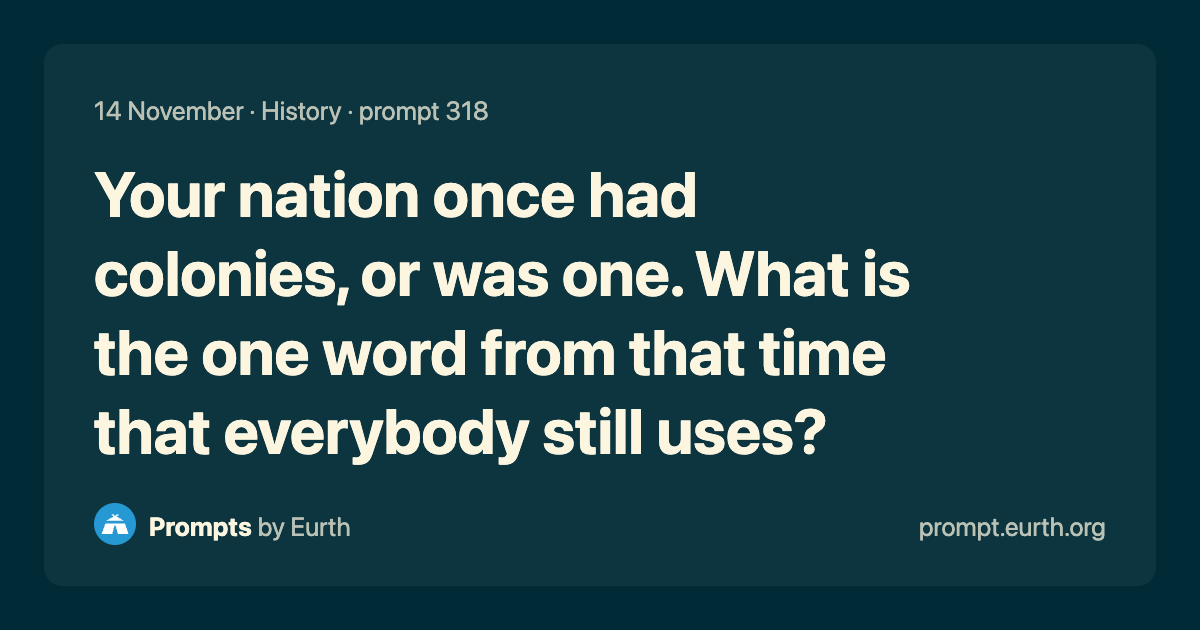 14 November · History · prompt 318
Your nation once had
colonies, or was one. What is
the one word from that time
that everybody still uses?
Prompts by Eurth
prompt.eurth.org